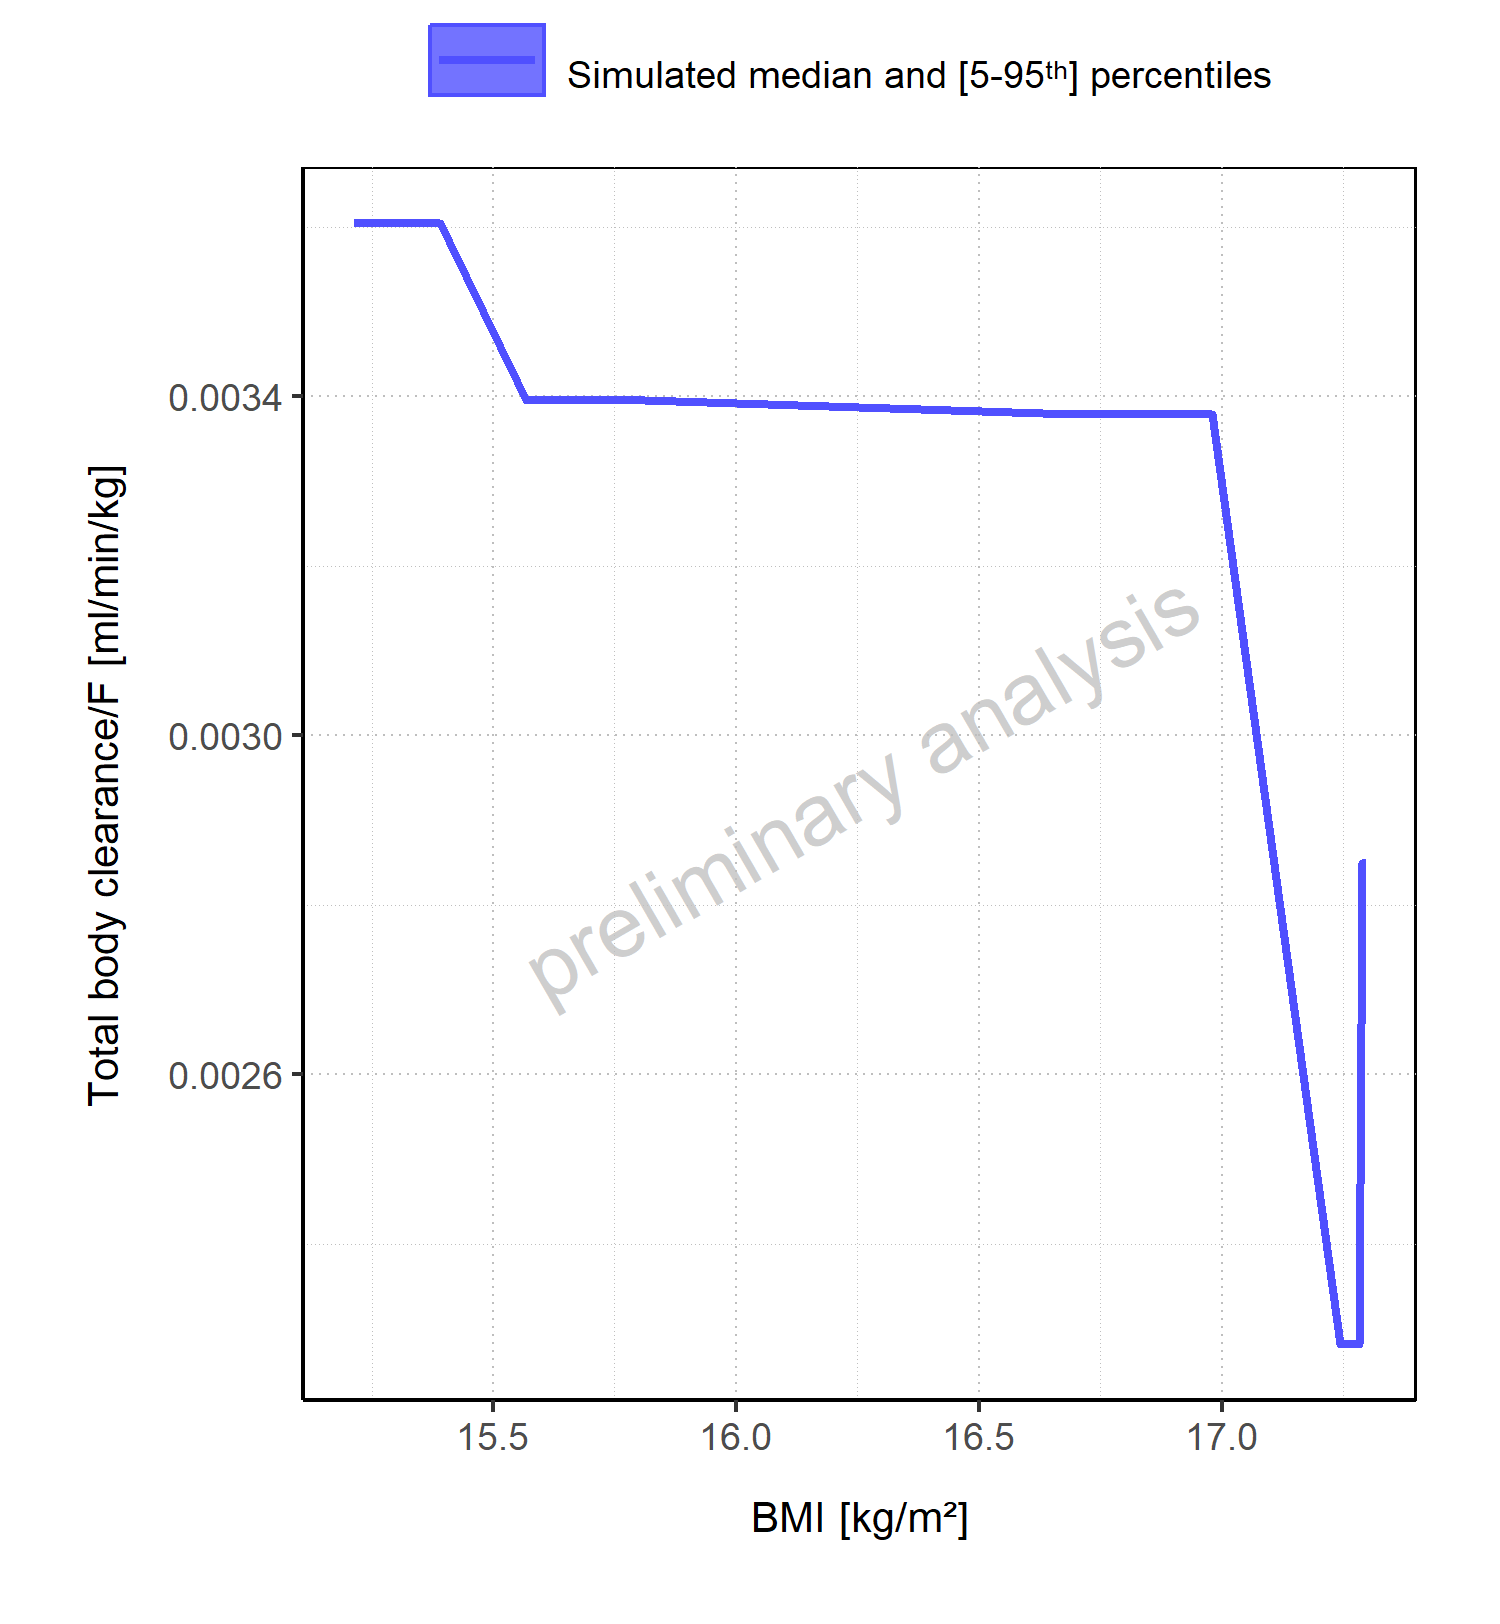 Simulated median and [5-95ᵗʰ] percentiles
0.0034
0.0030
0.0026
Total body clearance/F [ml/min/kg]
preliminary analysis
15.5 16.0 16.5 17.0
BMI [kg/m²]